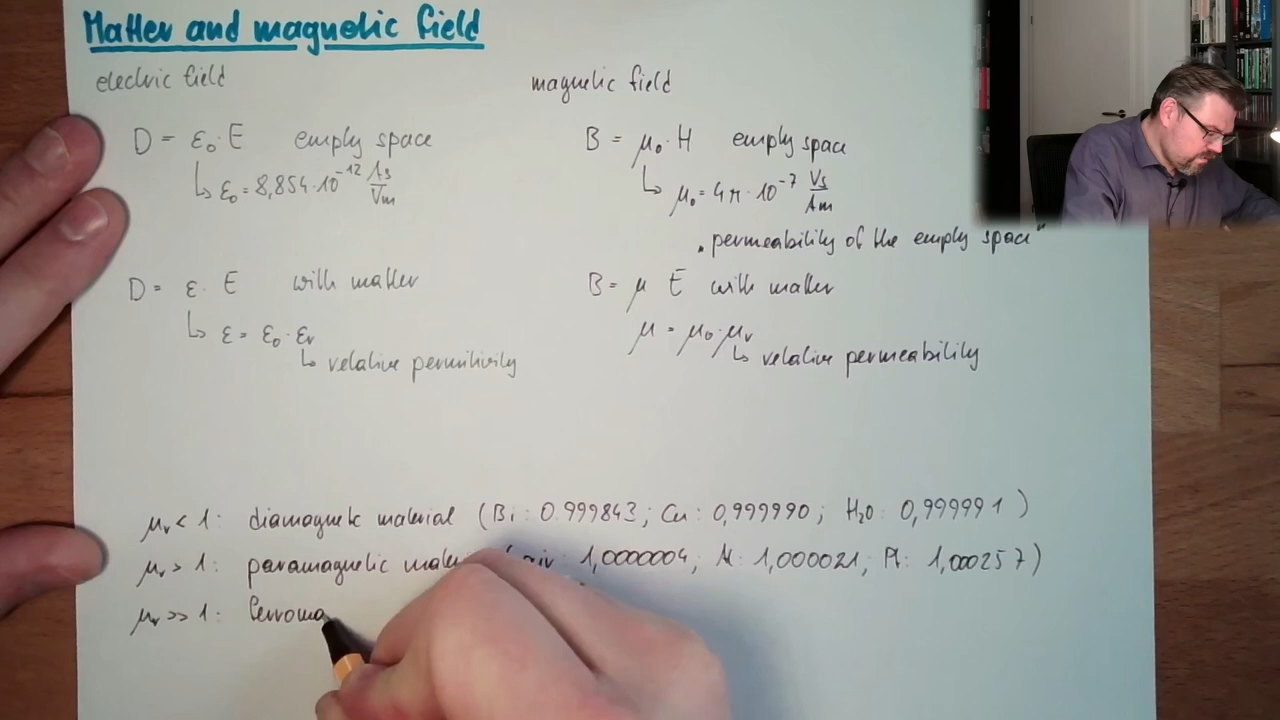 Matter and magnetic field
electric field
D = ε₀· E empty space
↳ ε₀ = 8,854·10⁻¹² As/Vm
D = ε· E with matter
↳ ε = ε₀·εr
↳ relative permittivity
magnetic field
B = μ₀· H empty space
↳ μ₀ = 4π·10⁻⁷ Vs/Am
„permeability of the empty space"
B = μ E with matter
μ = μ₀·μr
↳ relative permeability
μr < 1: diamagnetic material (Bi: 0.999843; Cu: 0,999990; H₂O: 0,999991)
μr > 1: paramagnetic mate (air: 1,0000004; Al: 1,000021; Pt: 1,000257)
μr >> 1: ferroma